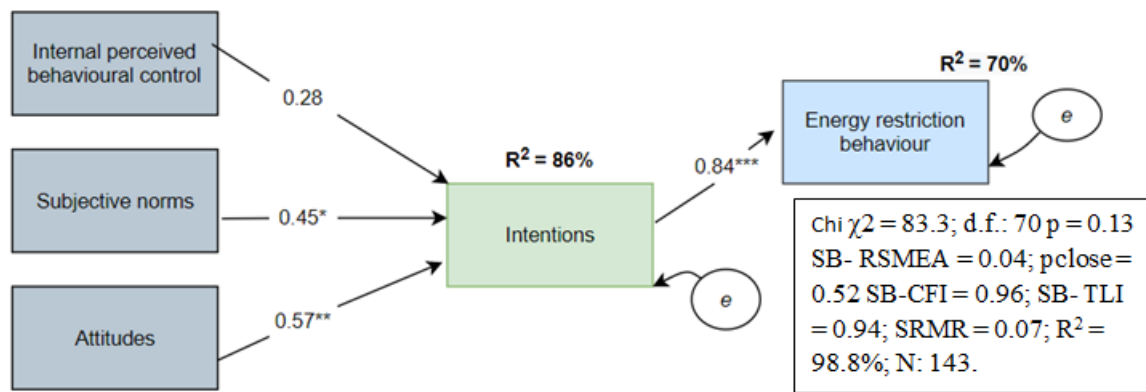 Internal perceived
behavioural control
0.28
Subjective norms
0.45*
Attitudes
0.57**
R² = 86%
Intentions
e
0.84***
R² = 70%
Energy restriction
behaviour
e
Chi χ2 = 83.3; d.f.: 70 p = 0.13
SB- RSMEA = 0.04; pclose =
0.52 SB-CFI = 0.96; SB- TLI
= 0.94; SRMR = 0.07; R² =
98.8%; N: 143.